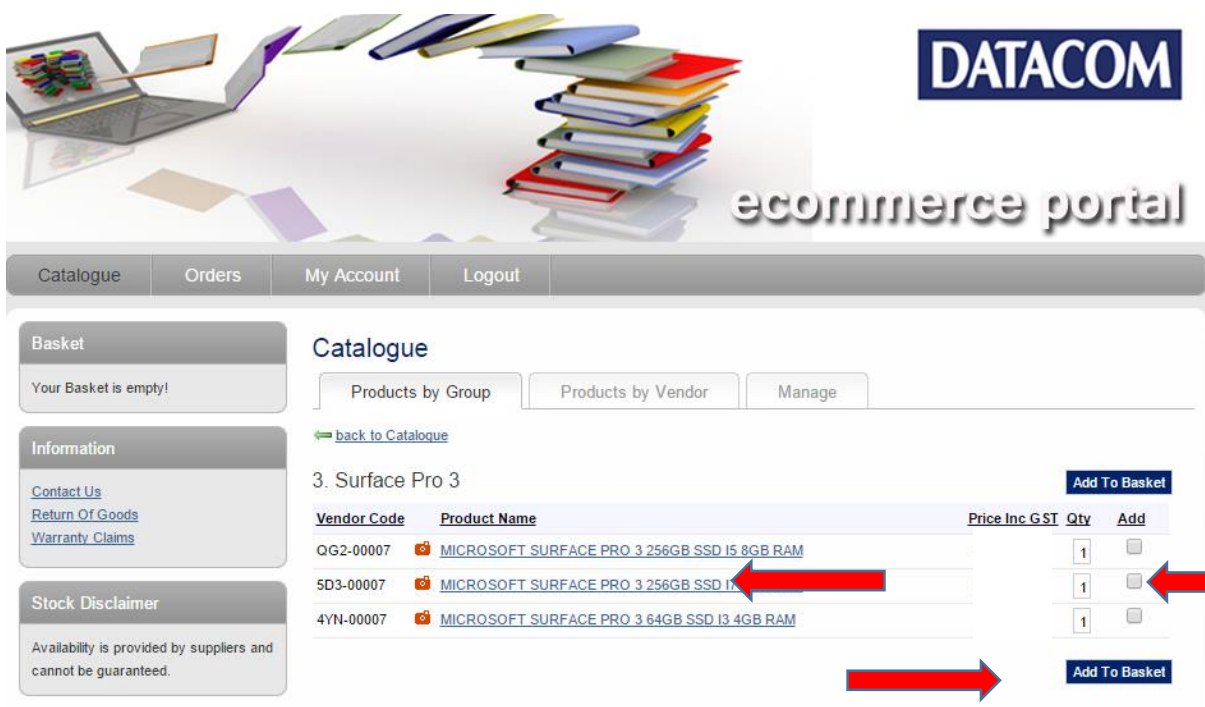 DATACOM
ecommerce portal
Catalogue Orders My Account Logout
Basket
Your Basket is empty!
Information
Contact Us
Return Of Goods
Warranty Claims
Stock Disclaimer
Availability is provided by suppliers and
cannot be guaranteed.
Catalogue
Products by Group Products by Vendor Manage
back to Catalogue
3. Surface Pro 3 Add To Basket
Vendor Code Product Name Price Inc GST Qty Add
QG2-00007 MICROSOFT SURFACE PRO 3 256GB SSD I5 8GB RAM 1
5D3-00007 MICROSOFT SURFACE PRO 3 256GB SSD 1
4YN-00007 MICROSOFT SURFACE PRO 3 64GB SSD I3 4GB RAM 1
Add To Basket